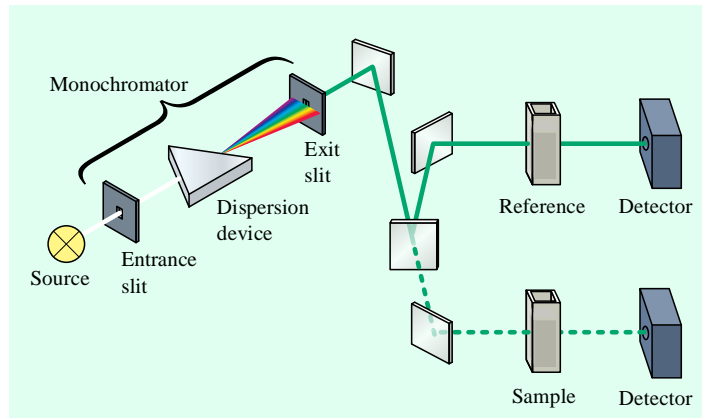 Monochromator
Exit
slit
Dispersion
device
Source
Entrance
slit
Reference
Detector
Sample
Detector